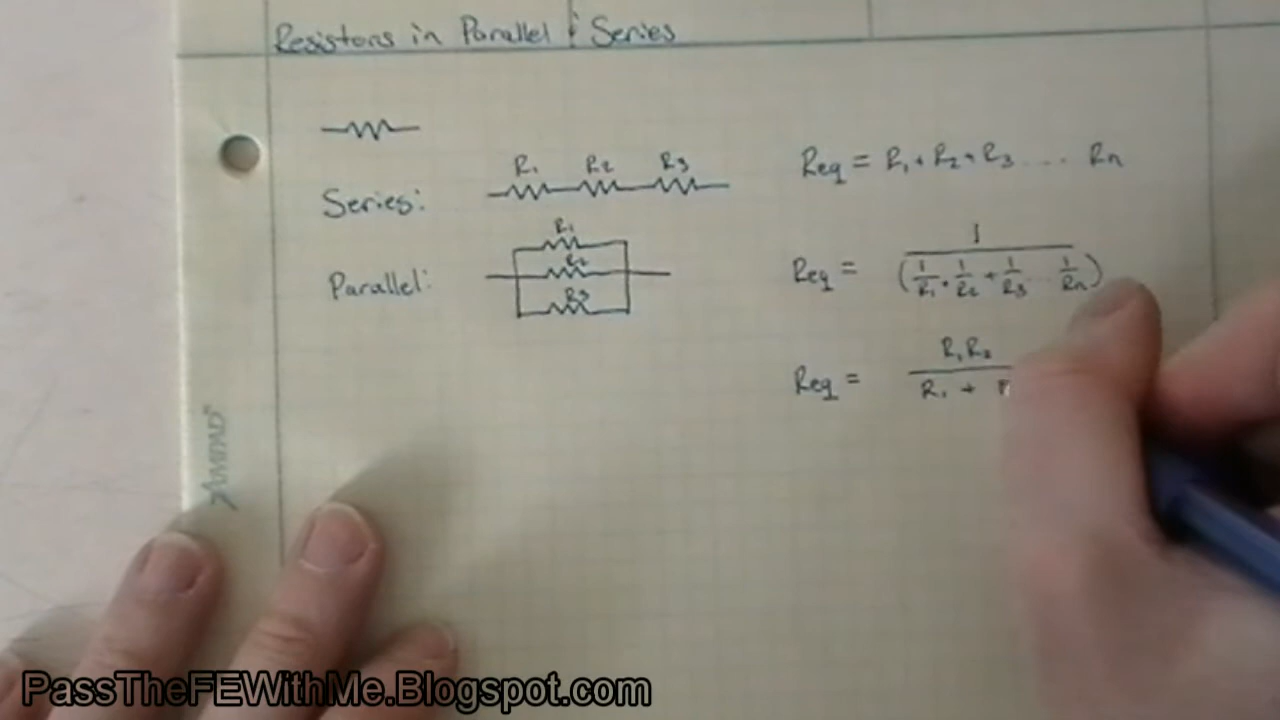 Resistors in Parallel & Series
R1 R2 R3
Req = R1 + R2 + R3 .... Rn
Series:
R1
Parallel:
R2
R3
Req = 1 / (1/R1 + 1/R2 + 1/R3 ... 1/Rn)
Req = R1R2 / R1 +
AMPAD
PassTheFEWithMe.Blogspot.com